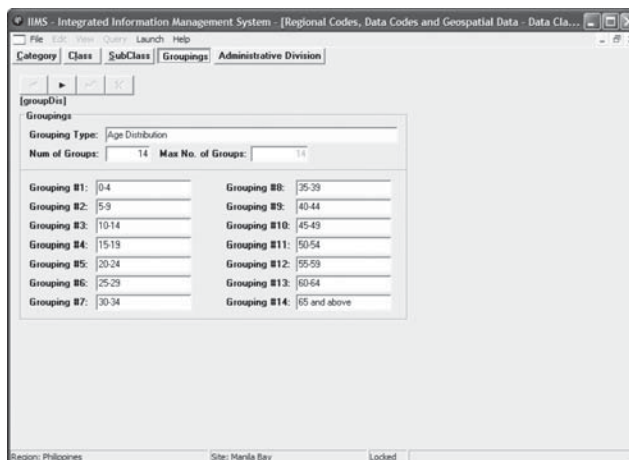 IIMS - Integrated Information Management System - [Regional Codes, Data Codes and Geospatial Data - Data Cla...
File Edit View Query Launch Help
Category Class SubClass Groupings Administrative Division
[groupDis]
Groupings
Grouping Type: Age Distribution
Num of Groups: 14 Max No. of Groups: 14
Grouping #1: 0-4 Grouping #8: 35-39
Grouping #2: 5-9 Grouping #9: 40-44
Grouping #3: 10-14 Grouping #10: 45-49
Grouping #4: 15-19 Grouping #11: 50-54
Grouping #5: 20-24 Grouping #12: 55-59
Grouping #6: 25-29 Grouping #13: 60-64
Grouping #7: 30-34 Grouping #14: 65 and above
Region: Philippines Site: Manila Bay Locked